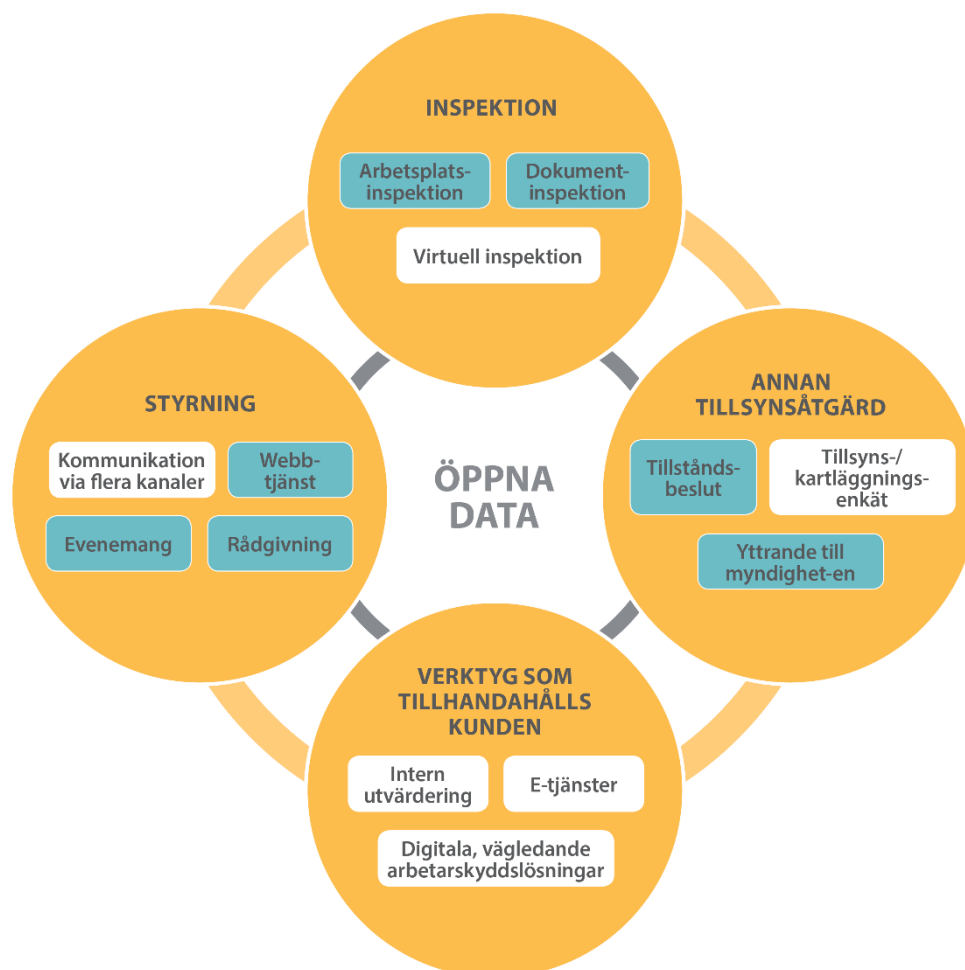 INSPEKTION
Arbetsplats-
inspektion
Dokument-
inspektion
Virtuell inspektion
STYRNING
Kommunikation
via flera kanaler
Webb-
tjänst
Evenemang
Rådgivning
ÖPPNA
DATA
ANNAN
TILLSYNSÅTGÄRD
Tillstånds-
beslut
Tillsyns-/
kartläggnings-
enkät
Yttrande till
myndighet-en
VERKTYG SOM
TILLHANDAHÅLLS
KUNDEN
Intern
utvärdering
E-tjänster
Digitala, vägledande
arbetarskyddslösningar